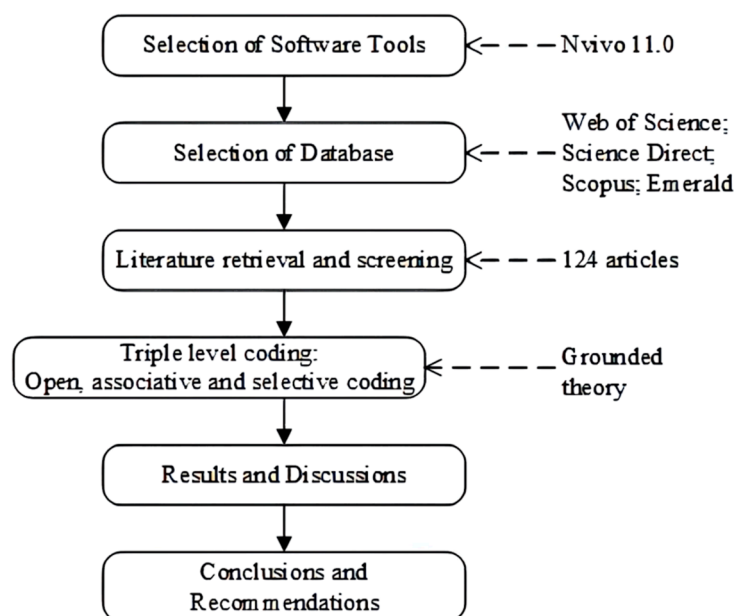 Selection of Software Tools
Nvivo 11.0
Selection of Database
Web of Science;
Science Direct;
Scopus; Emerald
Literature retrieval and screening
124 articles
Triple level coding:
Open, associative and selective coding
Grounded
theory
Results and Discussions
Conclusions and
Recommendations